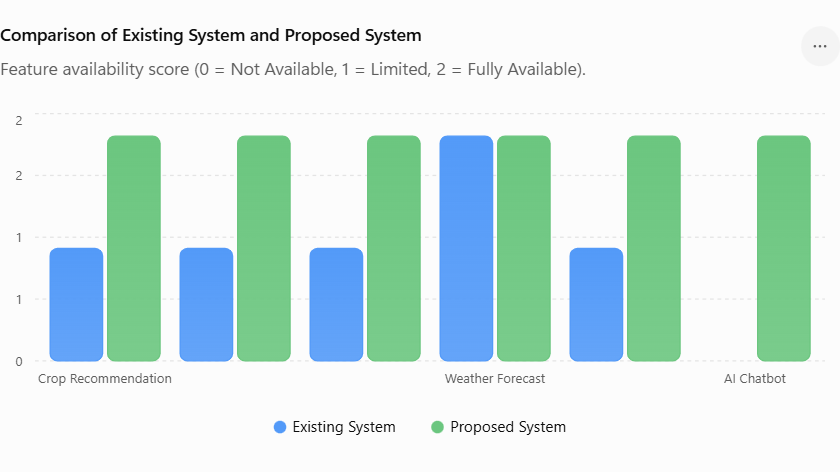 Comparison of Existing System and Proposed System
Feature availability score (0 = Not Available, 1 = Limited, 2 = Fully Available).
2
2
1
1
0
Crop Recommendation Weather Forecast AI Chatbot
Existing System Proposed System